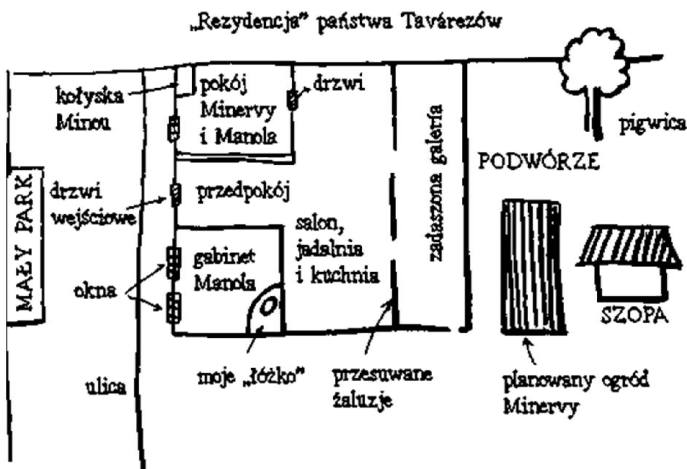 „Rezydencja” państwa Tavárezów
kołyska
Minou
pokój
Minervy
i Manola
drzwi
pigwica
PODWÓRZE
MAŁY PARK
drzwi
wejściowe
przedpokój
salon,
jadalnia
i kuchnia
zadaszona galeria
gabinet
Manola
okna
SZOPA
ulica
moje „łóżko”
przesuwane
żaluzje
planowany ogród
Minervy